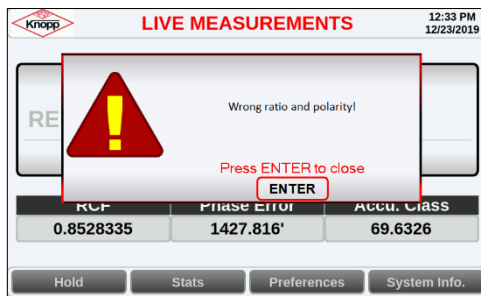 Knopp
LIVE MEASUREMENTS
12:33 PM
12/23/2019
RE
Wrong ratio and polarity!
Press ENTER to close
ENTER
RCF Phase Error Accu. Class
0.8528335 1427.816' 69.6326
Hold Stats Preferences System Info.